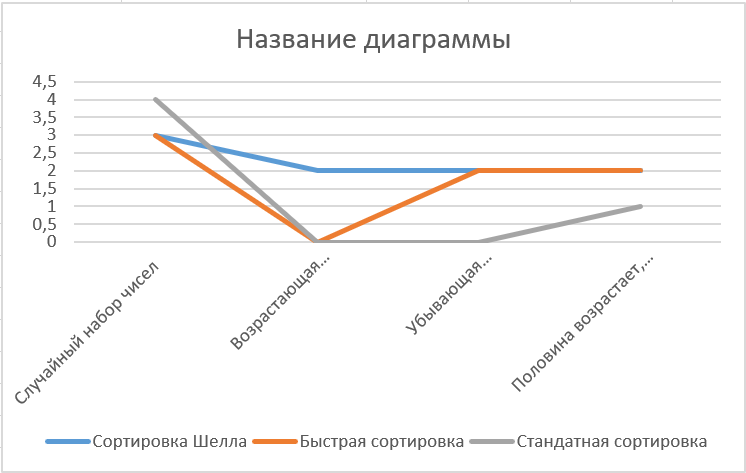 Название диаграммы
4,5
4
3,5
3
2,5
2
1,5
1
0,5
0
Случайный набор чисел
Возрастающая...
Убывающая...
Половина возрастает,...
Сортировка Шелла
Быстрая сортировка
Стандатная сортировка